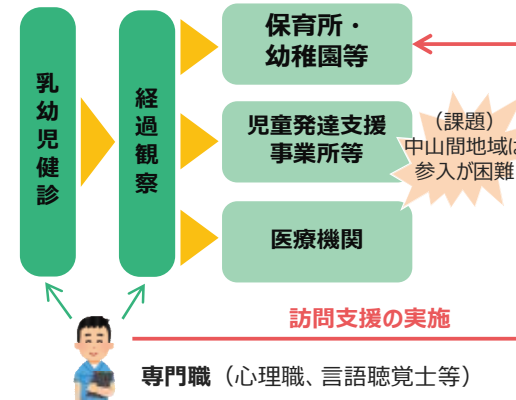 乳幼児健診
経過観察
保育所・
幼稚園等
児童発達支援
事業所等
医療機関
（課題）
中山間地域は
参入が困難
訪問支援の実施
専門職（心理職、言語聴覚士等）